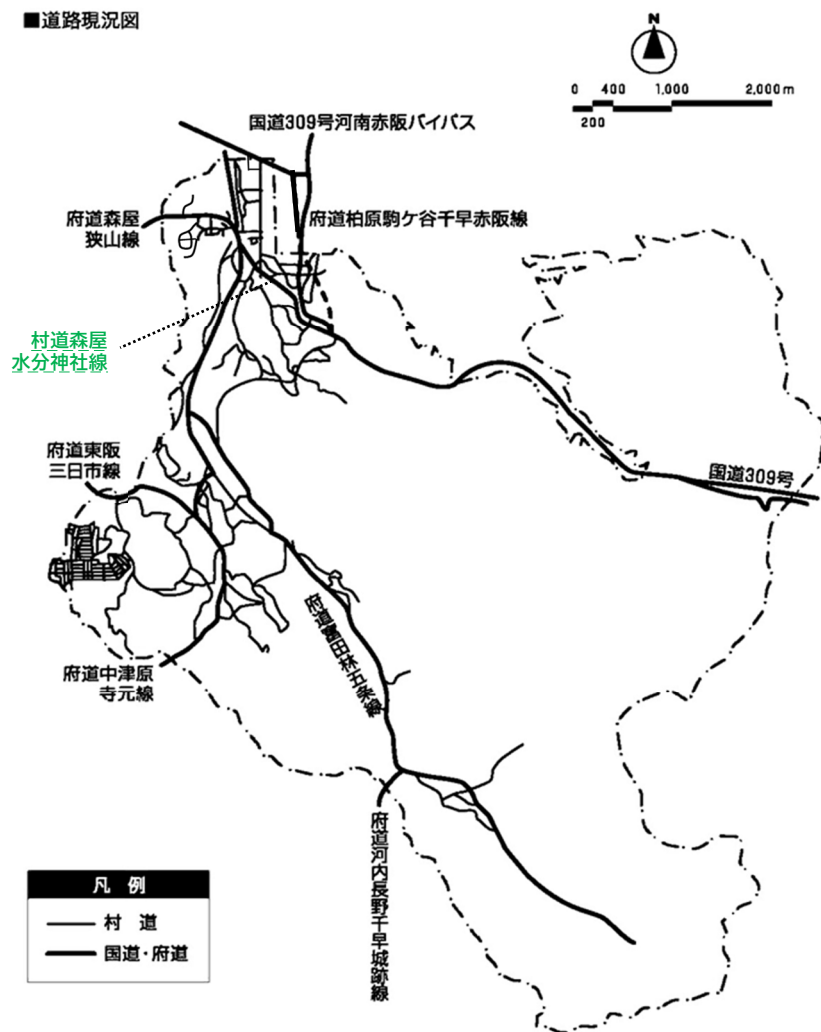 ■道路現況図
N
0 400 1,000 2,000m
200
国道309号河南赤阪バイパス
府道森屋
狭山線
府道柏原駒ケ谷千早赤阪線
村道森屋
水分神社線
府道東阪
三日市線
国道309号
府道富田林五条線
府道中津原
寺元線
府道河内長野千早城跡線
凡 例
村 道
国道・府道